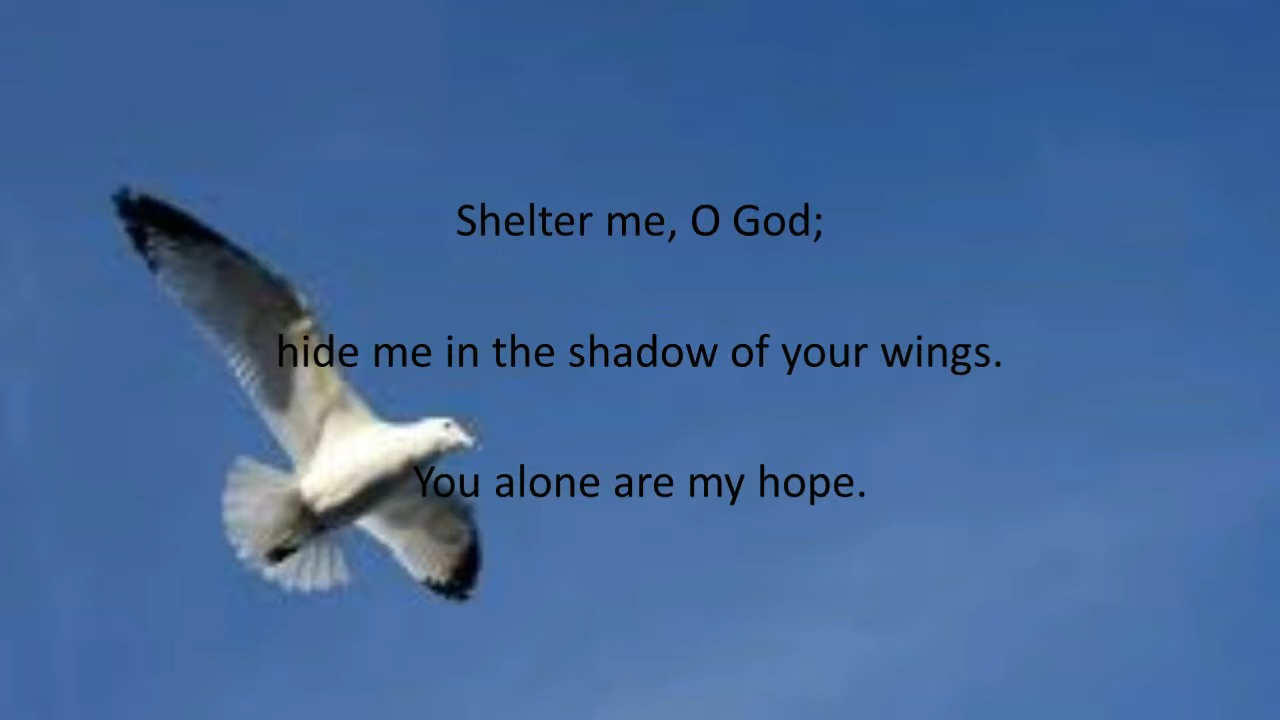 Shelter me, O God;
hide me in the shadow of your wings.
You alone are my hope.